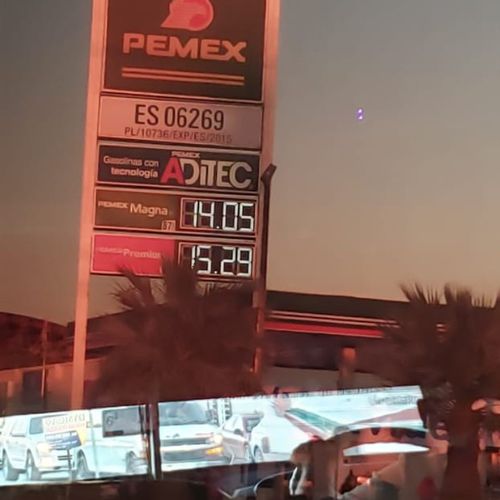 PEMEX
ES 06269
PL/10736/EXP/ES/2015
Gasolinas con
tecnología
PEMEX
ADiTEC
PEMEX Magna 87 14.05
Premium 15.29